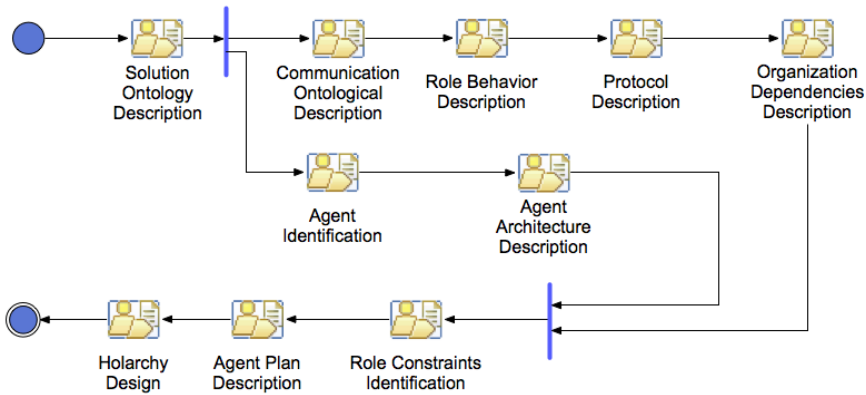 Solution
Ontology
Description
Communication
Ontological
Description
Role Behavior
Description
Protocol
Description
Organization
Dependencies
Description
Agent
Identification
Agent
Architecture
Description
Holarchy
Design
Agent Plan
Description
Role Constraints
Identification